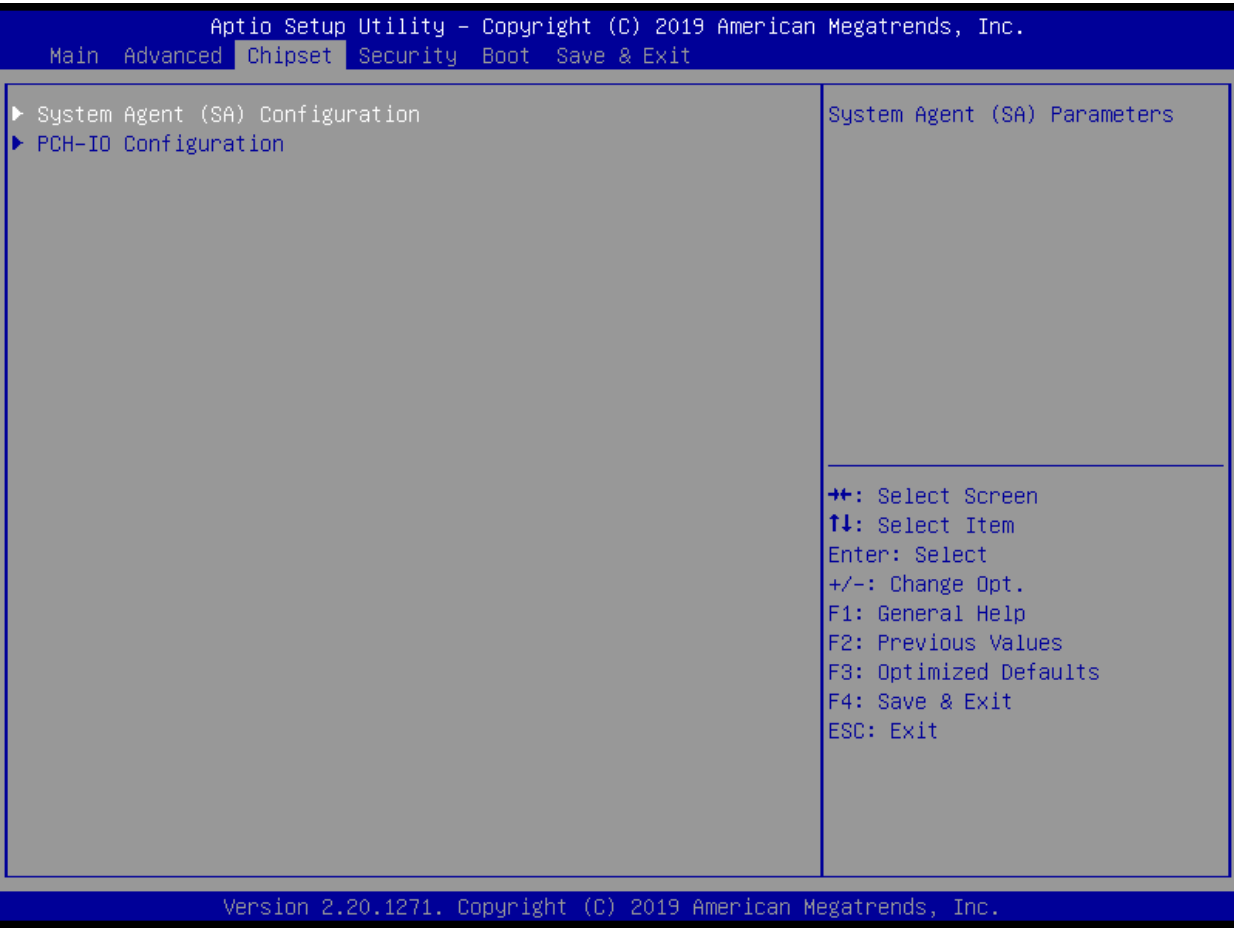 Aptio Setup Utility – Copyright (C) 2019 American Megatrends, Inc.
Main Advanced Chipset Security Boot Save & Exit
▶ System Agent (SA) Configuration
▶ PCH-IO Configuration
System Agent (SA) Parameters
→←: Select Screen
↑↓: Select Item
Enter: Select
+/-: Change Opt.
F1: General Help
F2: Previous Values
F3: Optimized Defaults
F4: Save & Exit
ESC: Exit
Version 2.20.1271. Copyright (C) 2019 American Megatrends, Inc.